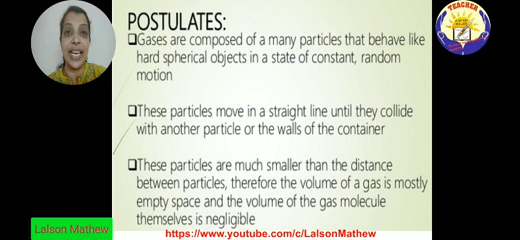 POSTULATES:
❑Gases are composed of a many particles that behave like
hard spherical objects in a state of constant, random
motion
❑These particles move in a straight line until they collide
with another particle or the walls of the container
❑These particles are much smaller than the distance
between particles, therefore the volume of a gas is mostly
empty space and the volume of the gas molecule
themselves is negligible
TEACHER
Lalson Mathew
https://www.youtube.com/c/LalsonMathew